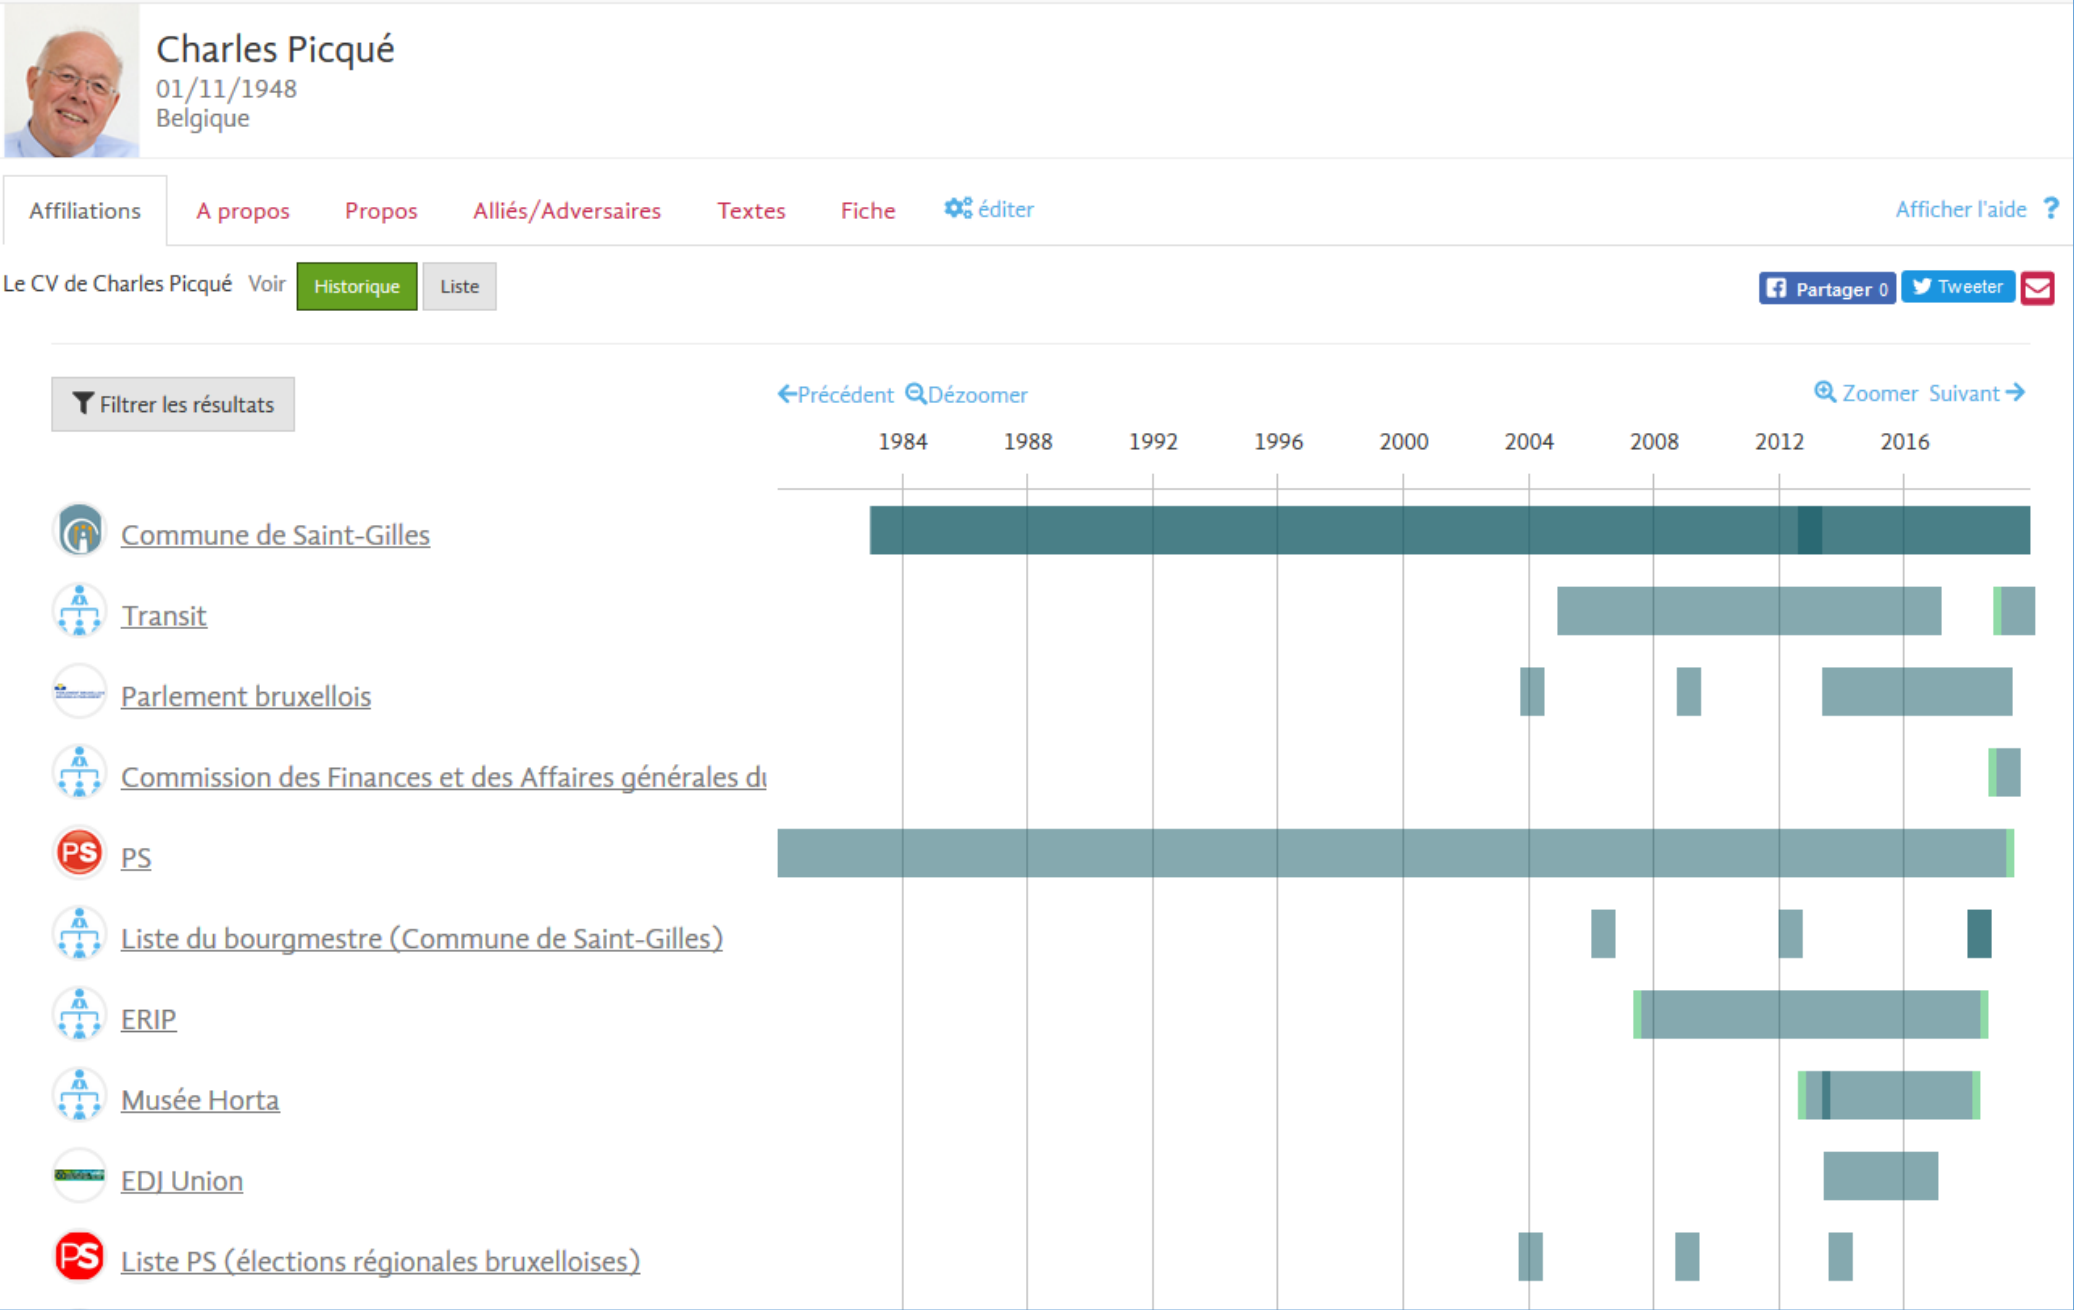 Charles Picqué
01/11/1948
Belgique
Affiliations A propos Propos Alliés/Adversaires Textes Fiche éditer Afficher l'aide ?
Le CV de Charles Picqué Voir Historique Liste Partager 0 Tweeter
Filtrer les résultats Précédent Dézoomer Zoomer Suivant
1984 1988 1992 1996 2000 2004 2008 2012 2016
Commune de Saint-Gilles
Transit
Parlement bruxellois
Commission des Finances et des Affaires générales du
PS PS
Liste du bourgmestre (Commune de Saint-Gilles)
ERIP
Musée Horta
EDJ Union
PS Liste PS (élections régionales bruxelloises)